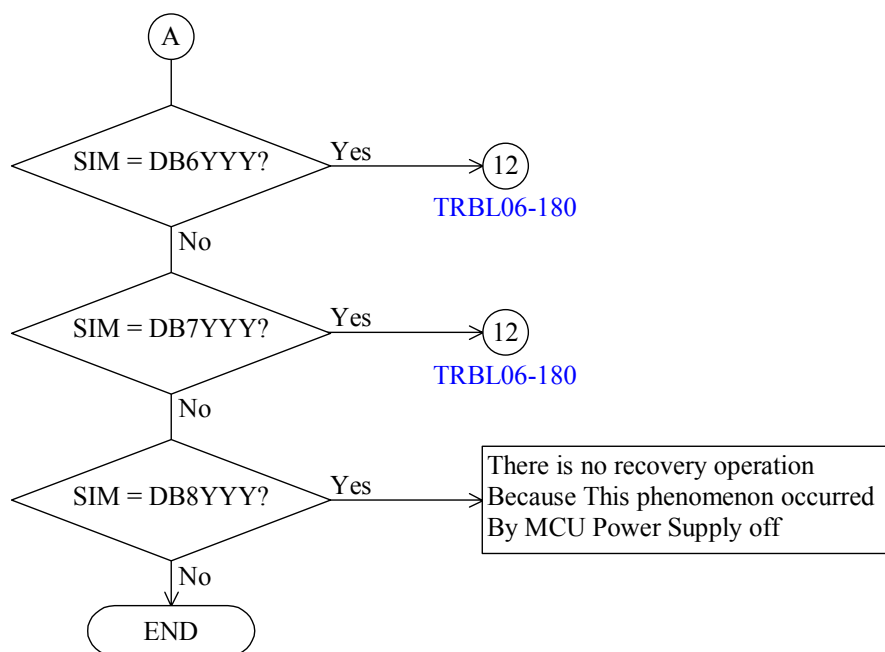 A
SIM = DB6YYY?
Yes
12
TRBL06-180
No
SIM = DB7YYY?
Yes
12
TRBL06-180
No
SIM = DB8YYY?
Yes
There is no recovery operation
Because This phenomenon occurred
By MCU Power Supply off
No
END